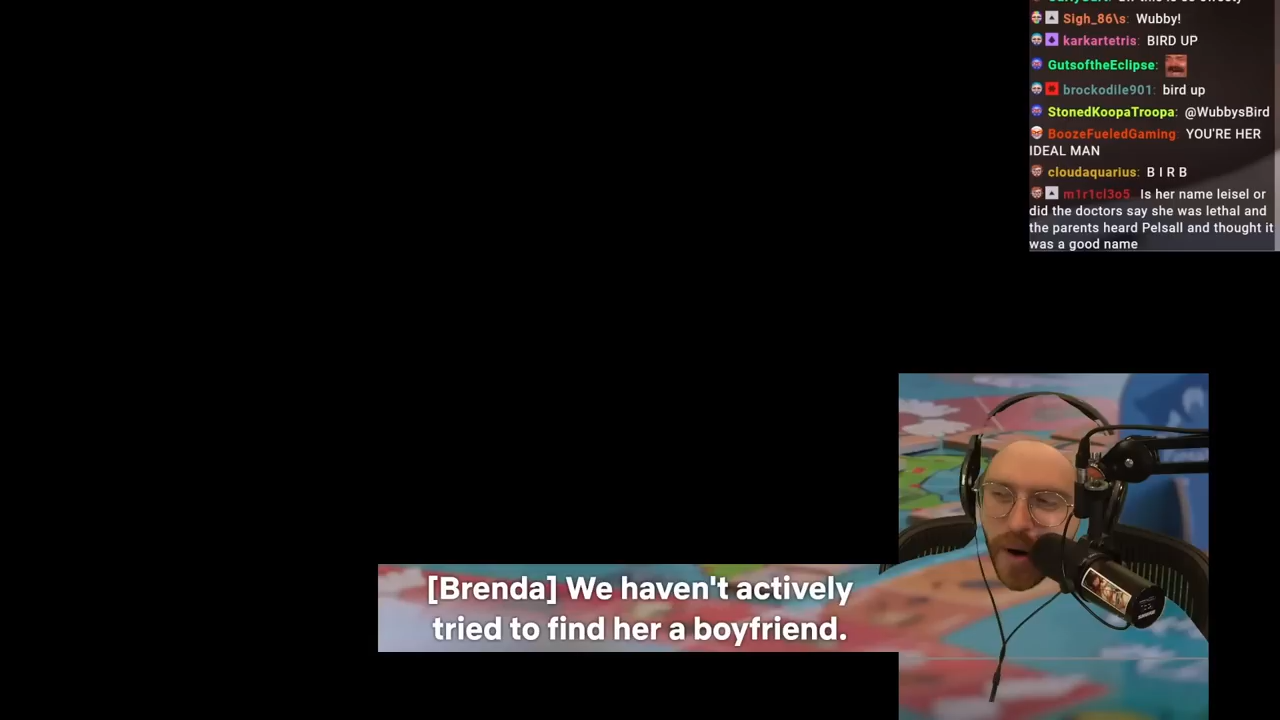 Sigh_86\s: Wubby!
karkartetris: BIRD UP
GutsoftheEclipse:
brockodile901: bird up
StonedKoopaTroopa: @WubbysBird
BoozeFueledGaming: YOU'RE HER
IDEAL MAN
cloudaquarius: B I R B
m1r1cl3o5: Is her name leisel or
did the doctors say she was lethal and
the parents heard Pelsall and thought it
was a good name
[Brenda] We haven't actively
tried to find her a boyfriend.